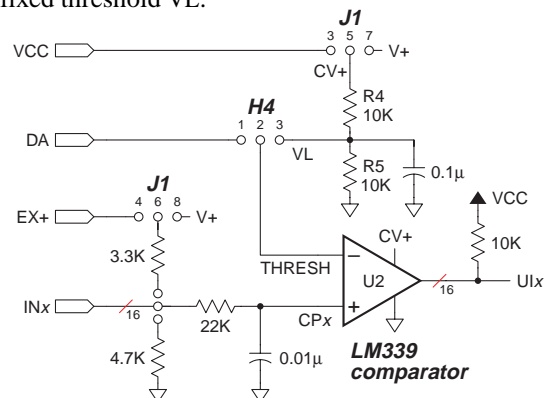 fixed threshold VL.
J1
VCC
3 5 7
V+
CV+
R4
10K
H4
DA
1 2 3
VL
R5
10K
0.1µ
J1
EX+
4 6 8
V+
VCC
3.3K
CV+
10K
THRESH
−
U2
INx
16
22K
CPx
+
16
UIx
4.7K
0.01µ
LM339
comparator